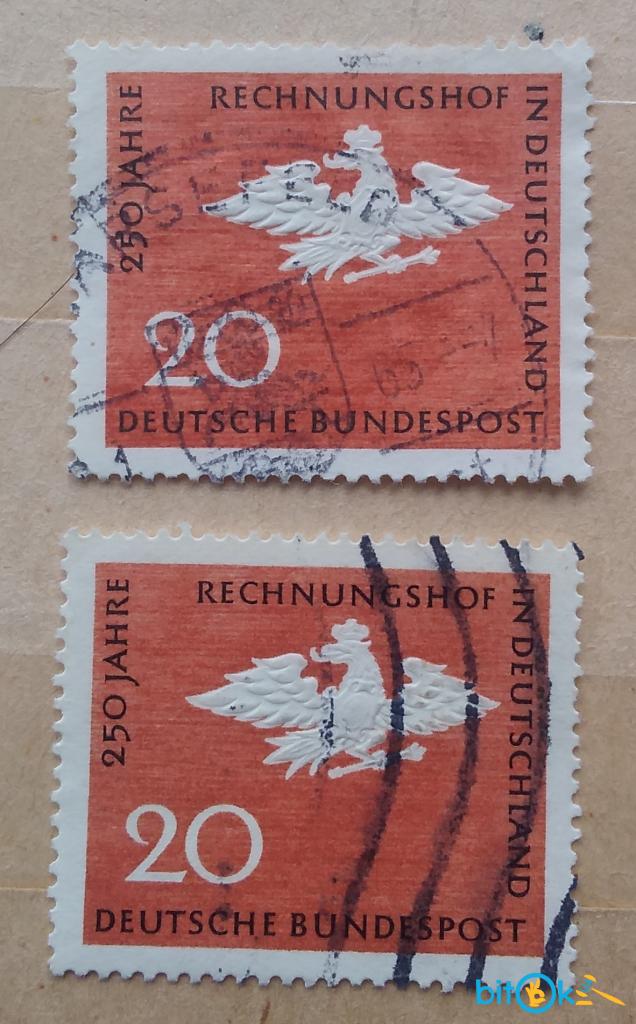 250 JAHRE
RECHNUNGSHOF
IN DEUTSCHLAND
20
DEUTSCHE BUNDESPOST
250 JAHRE
RECHNUNGSHOF
IN DEUTSCHLAND
20
DEUTSCHE BUNDESPOST
bitok